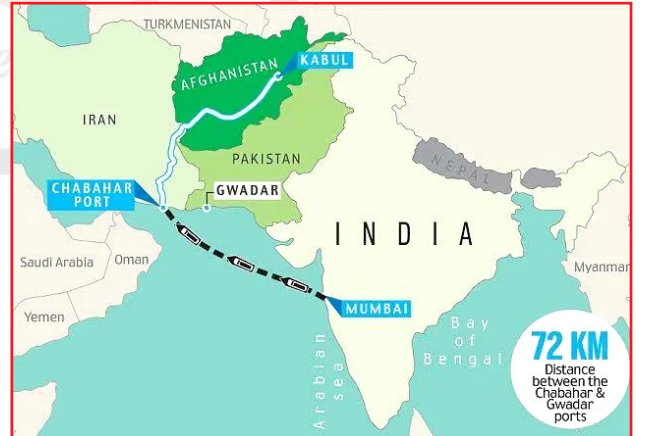 TURKMENISTAN
AFGHANISTAN
KABUL
IRAN
PAKISTAN
NEPAL
CHABAHAR
PORT
GWADAR
INDIA
Saudi Arabia
Oman
Myanmar
Yemen
MUMBAI
Arabian
sea
Bay
of
Bengal
72 KM
Distance
between the
Chabahar &
Gwadar
ports